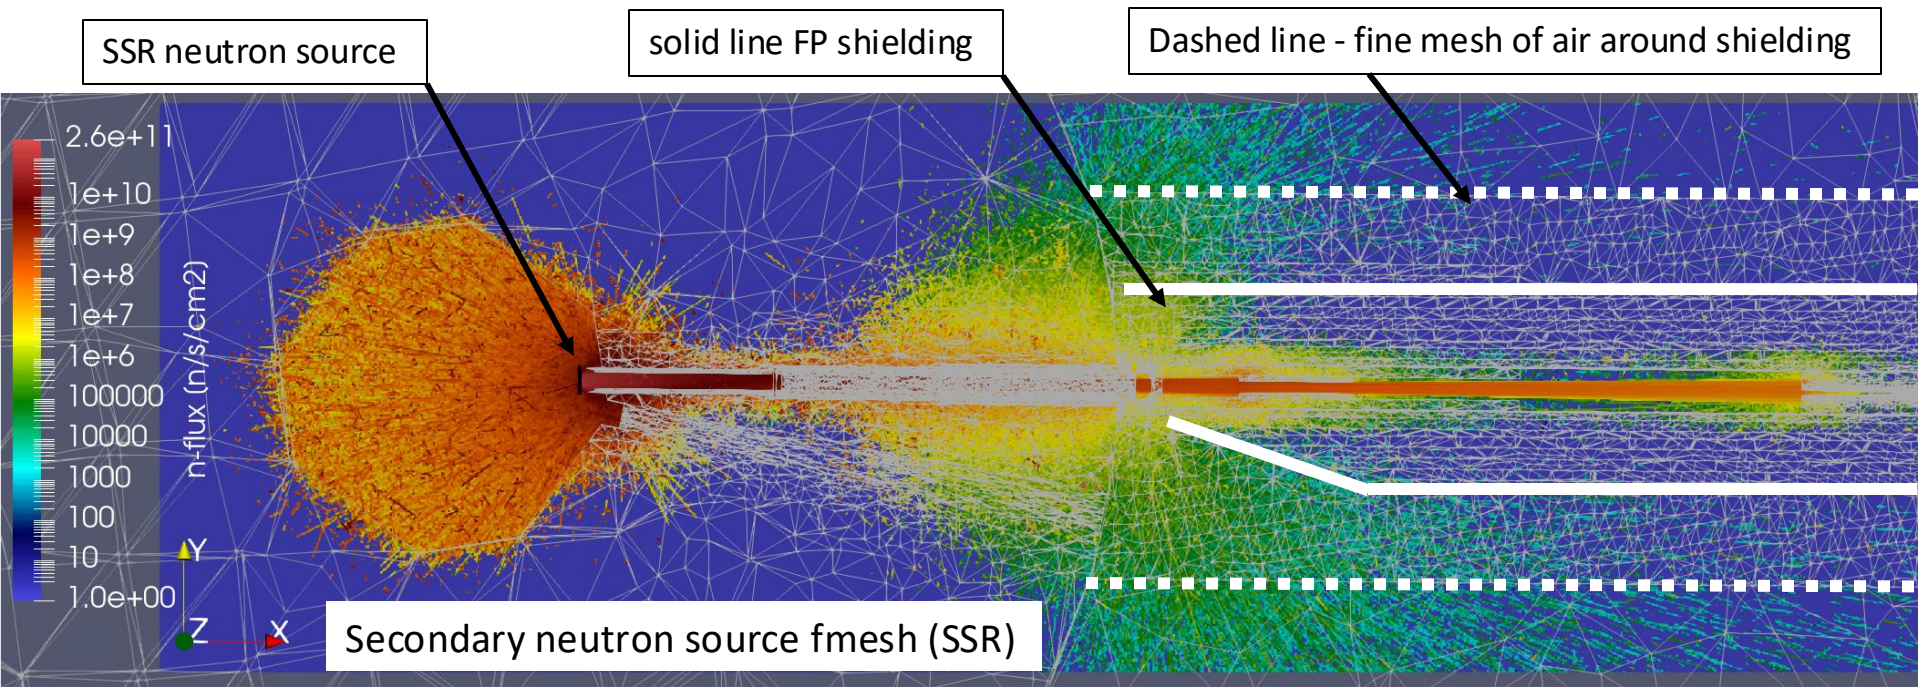 SSR neutron source
solid line FP shielding
Dashed line - fine mesh of air around shielding
2.6e+11
1e+10
1e+9
1e+8
1e+7
1e+6
100000
10000
1000
100
10
1.0e+00
n-flux (n/s/cm2)
Y
Z
X
Secondary neutron source fmesh (SSR)